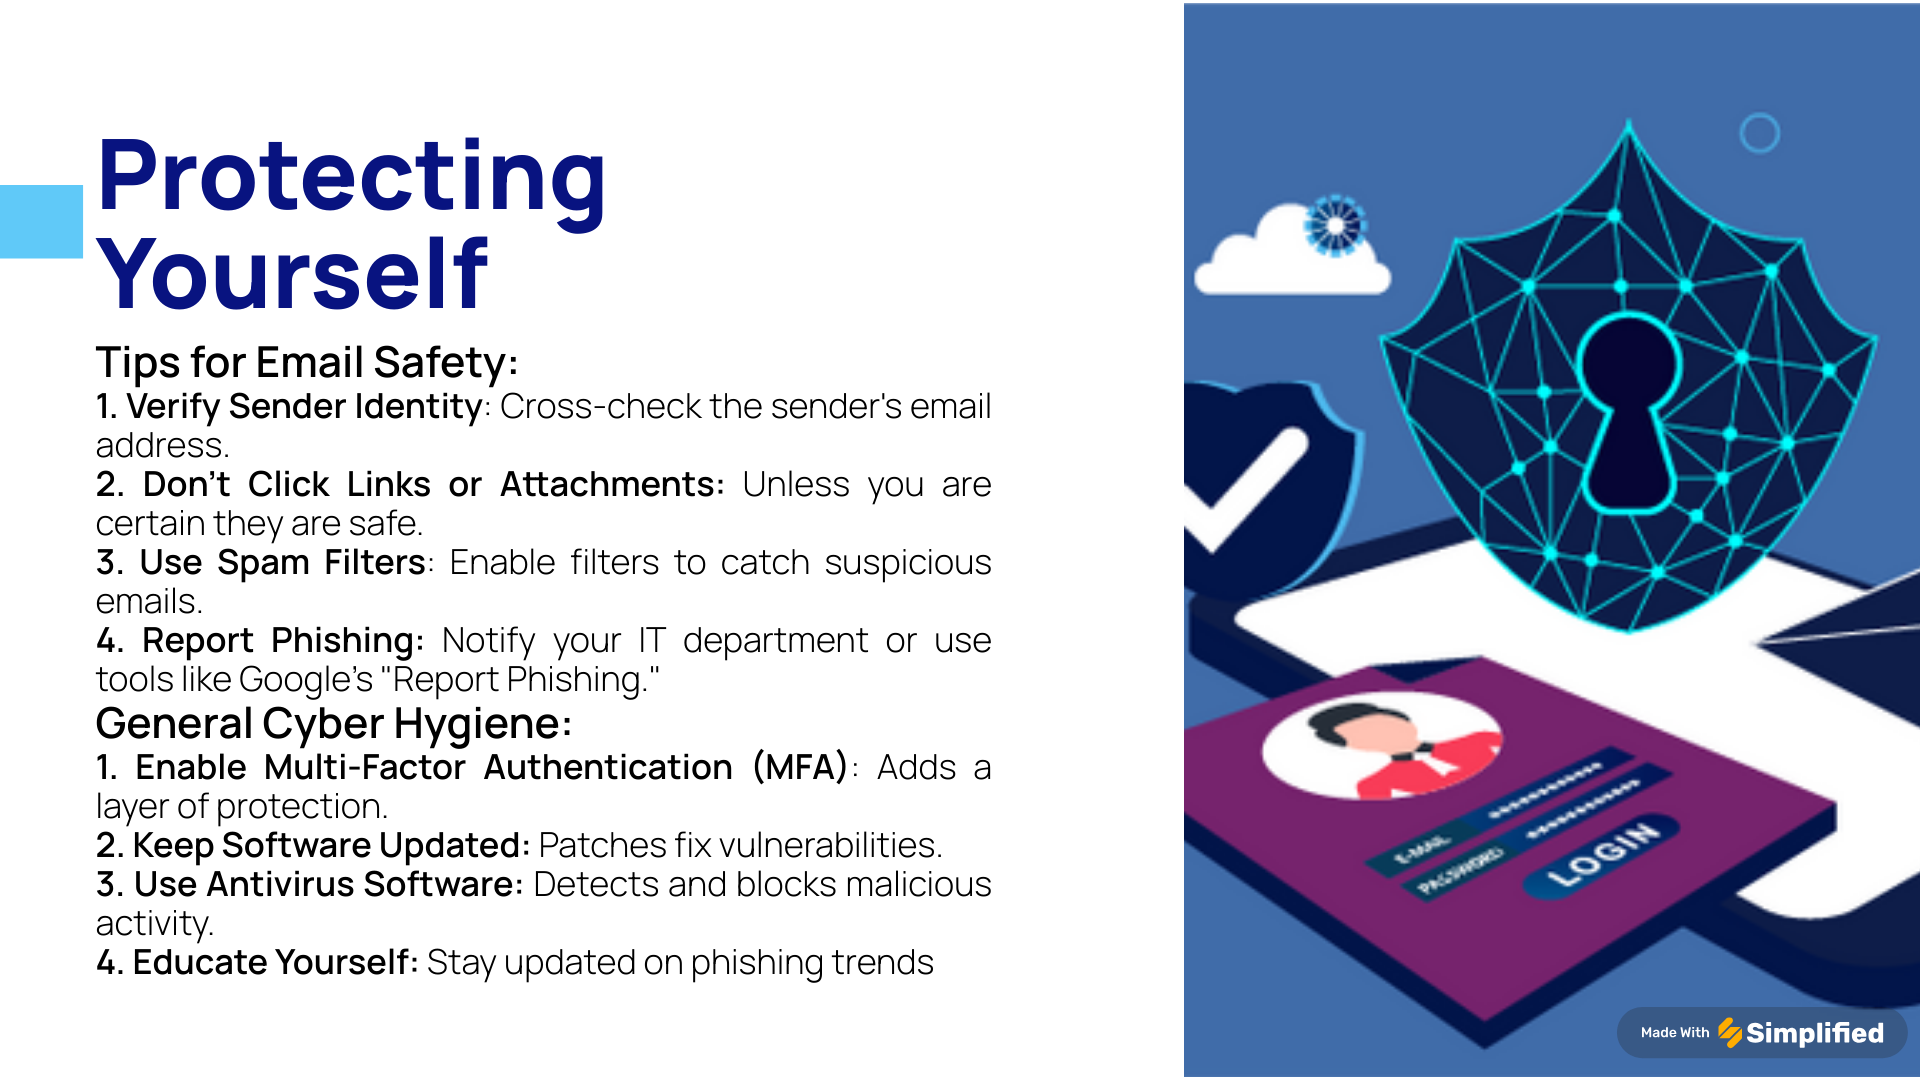 Protecting
Yourself
Tips for Email Safety:
1. Verify Sender Identity: Cross-check the sender's email
address.
2. Don’t Click Links or Attachments: Unless you are
certain they are safe.
3. Use Spam Filters: Enable filters to catch suspicious
emails.
4. Report Phishing: Notify your IT department or use
tools like Google’s "Report Phishing."
General Cyber Hygiene:
1. Enable Multi-Factor Authentication (MFA): Adds a
layer of protection.
2. Keep Software Updated: Patches fix vulnerabilities.
3. Use Antivirus Software: Detects and blocks malicious
activity.
4. Educate Yourself: Stay updated on phishing trends
E-MAIL
PASSWORD
LOGIN
Made With Simplified